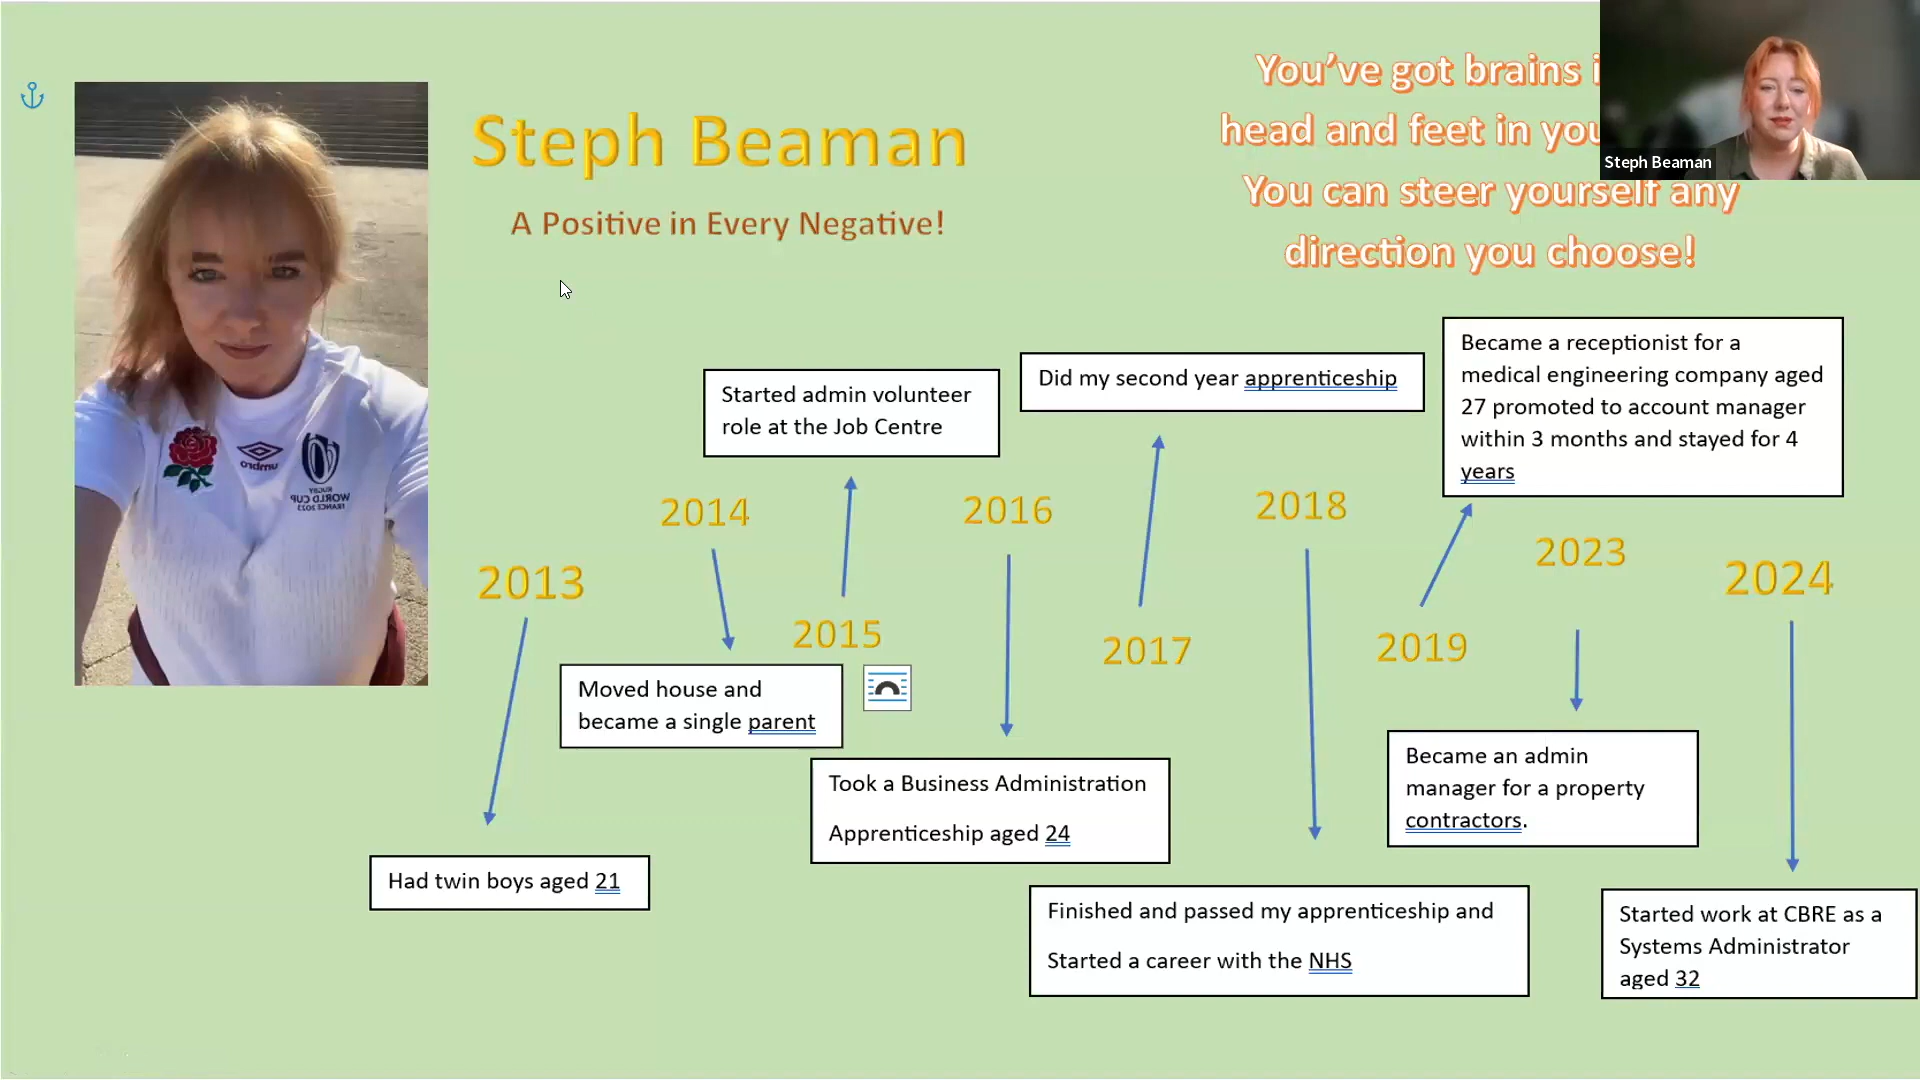 You've got brains
head and feet in
You can steer yourself any
direction you choose!
Steph Beaman
Steph Beaman
A Positive in Every Negative!
umbro
RUGBY
WORLD CUP
FRANCE 2023
2013
Had twin boys aged 21
2014
Moved house and
became a single parent
2015
Started admin volunteer
role at the Job Centre
2016
Took a Business Administration
Apprenticeship aged 24
2017
Did my second year apprenticeship
2018
Finished and passed my apprenticeship and
Started a career with the NHS
2019
Became a receptionist for a
medical engineering company aged
27 promoted to account manager
within 3 months and stayed for 4
years
2023
Became an admin
manager for a property
contractors.
2024
Started work at CBRE as a
Systems Administrator
aged 32